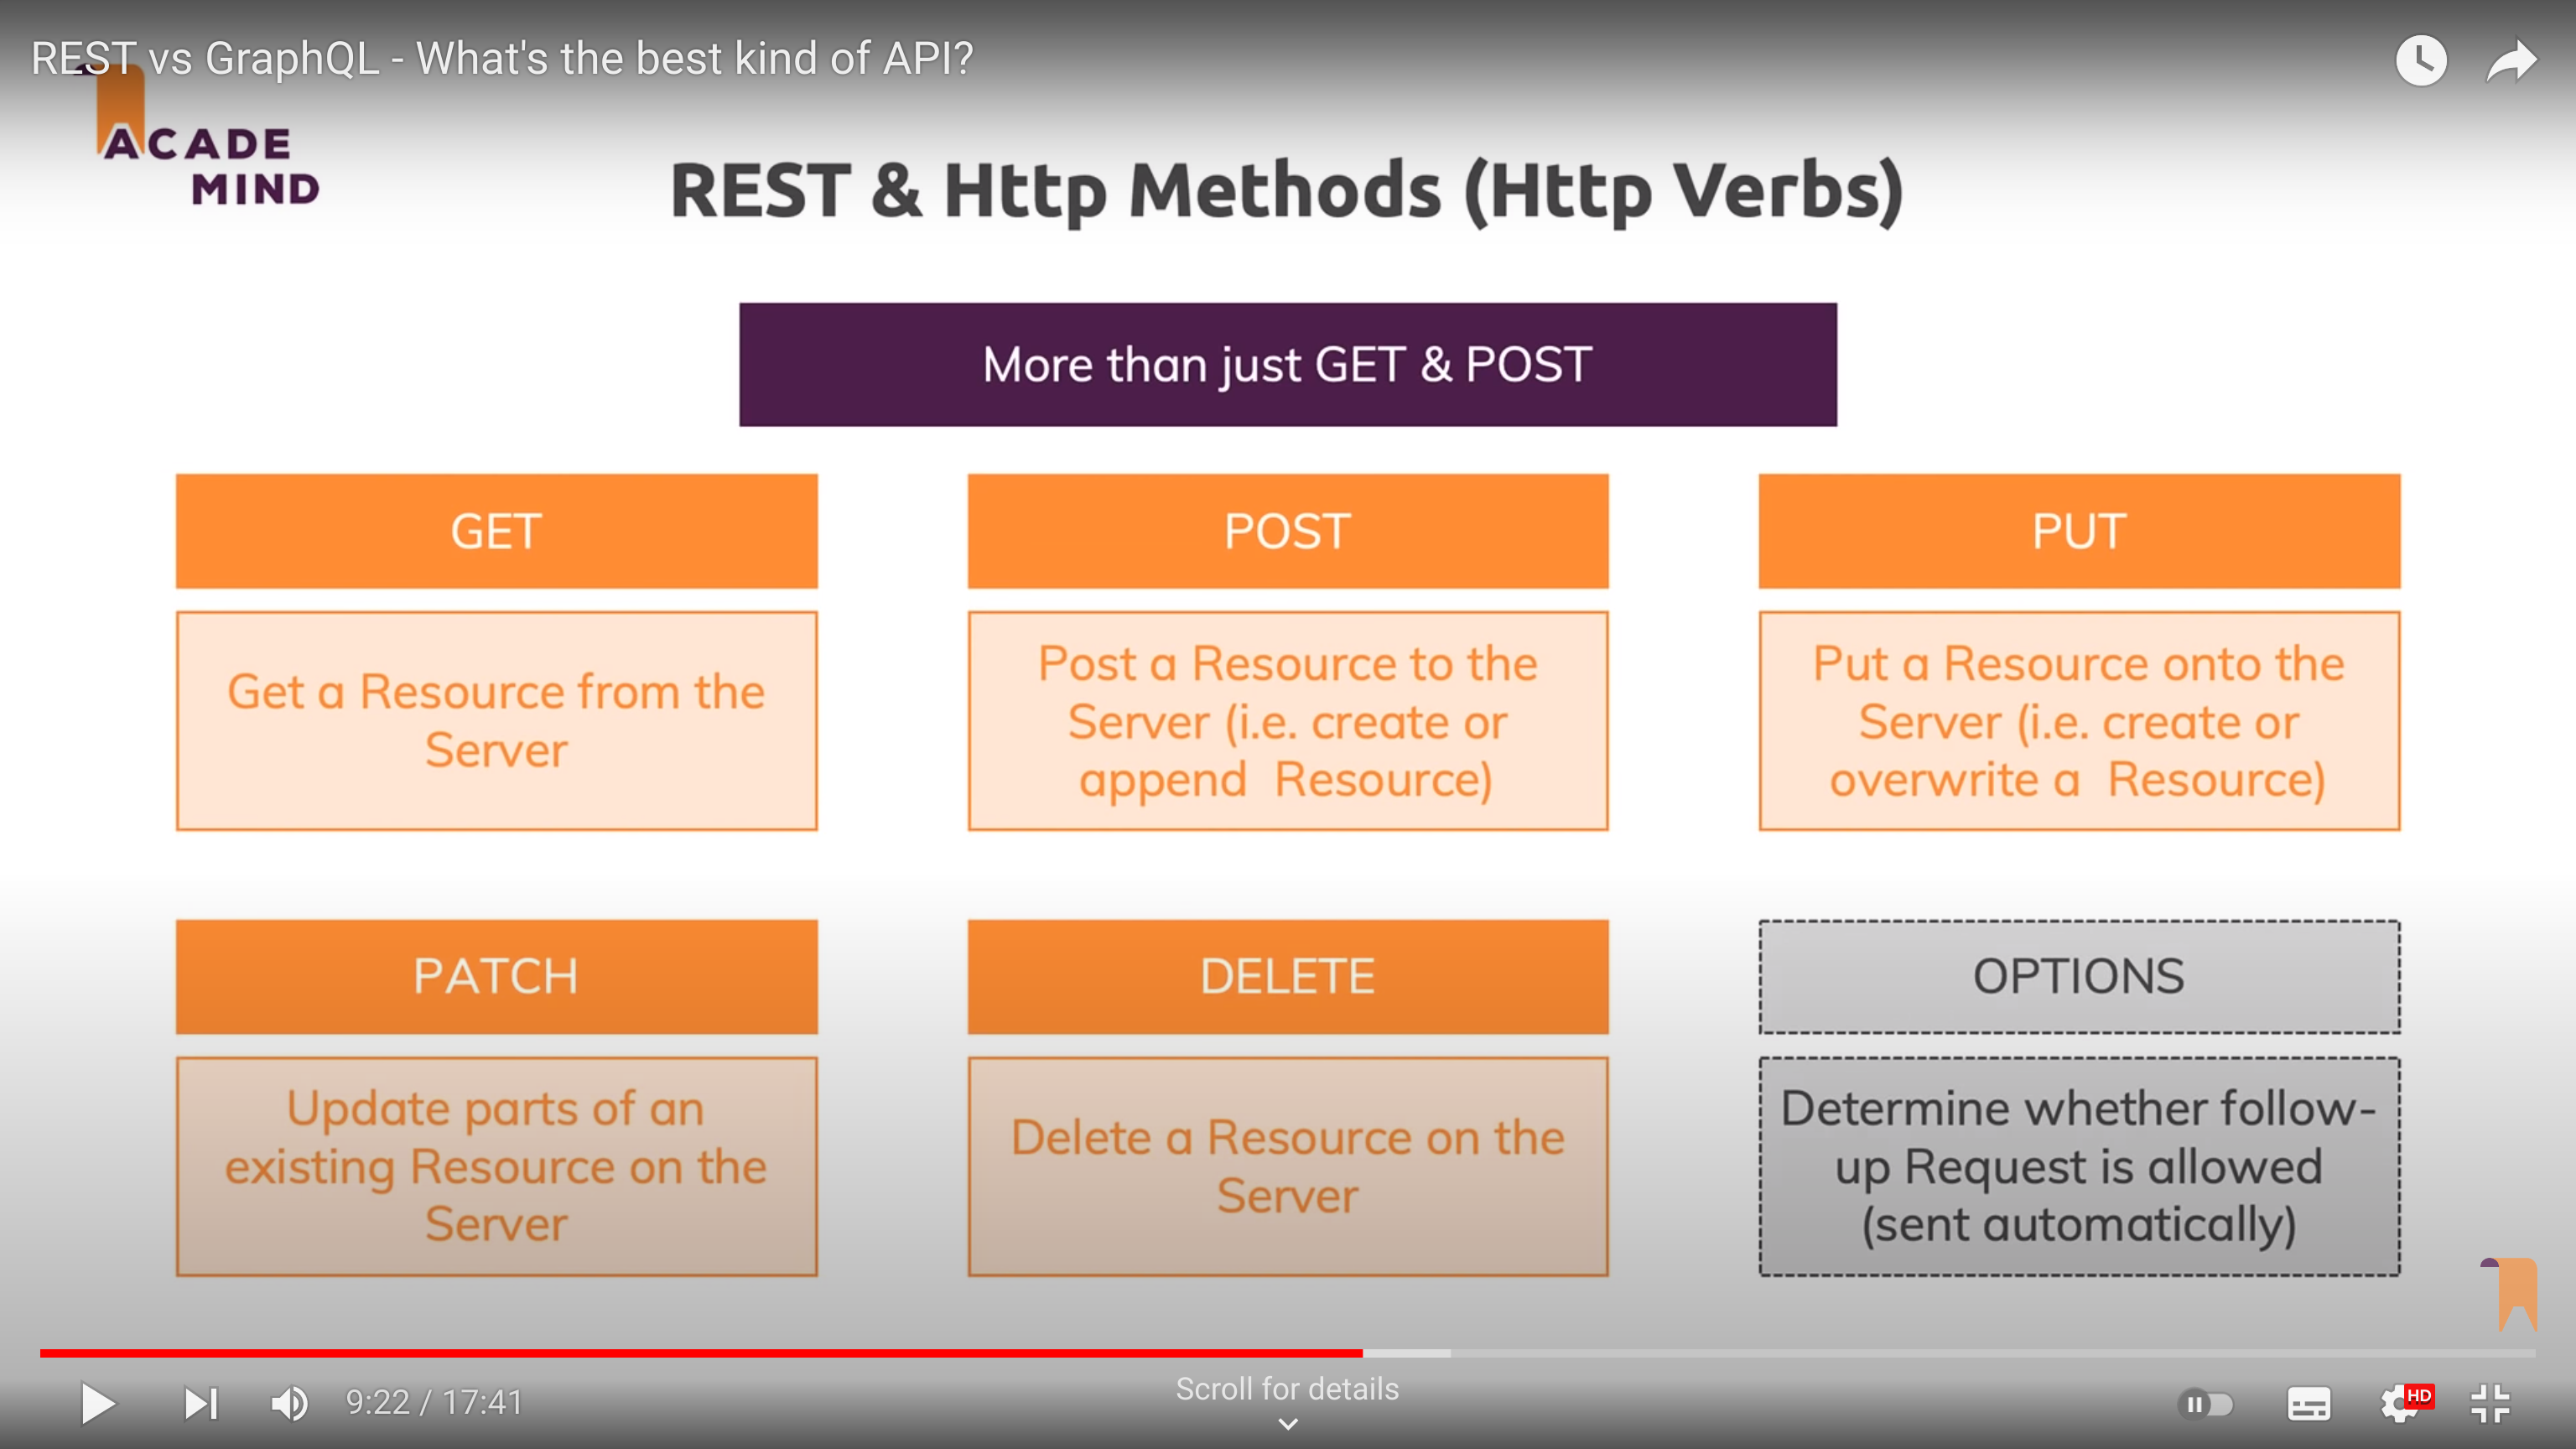 REST vs GraphQL - What's the best kind of API?
ACADE
MIND
REST & Http Methods (Http Verbs)
More than just GET & POST
GET
POST
PUT
Get a Resource from the
Server
Post a Resource to the
Server (i.e. create or
append  Resource)
Put a Resource onto the
Server (i.e. create or
overwrite a  Resource)
PATCH
DELETE
OPTIONS
Update parts of an
existing Resource on the
Server
Delete a Resource on the
Server
Determine whether follow-
up Request is allowed
(sent automatically)
9:22 / 17:41
Scroll for details
HD